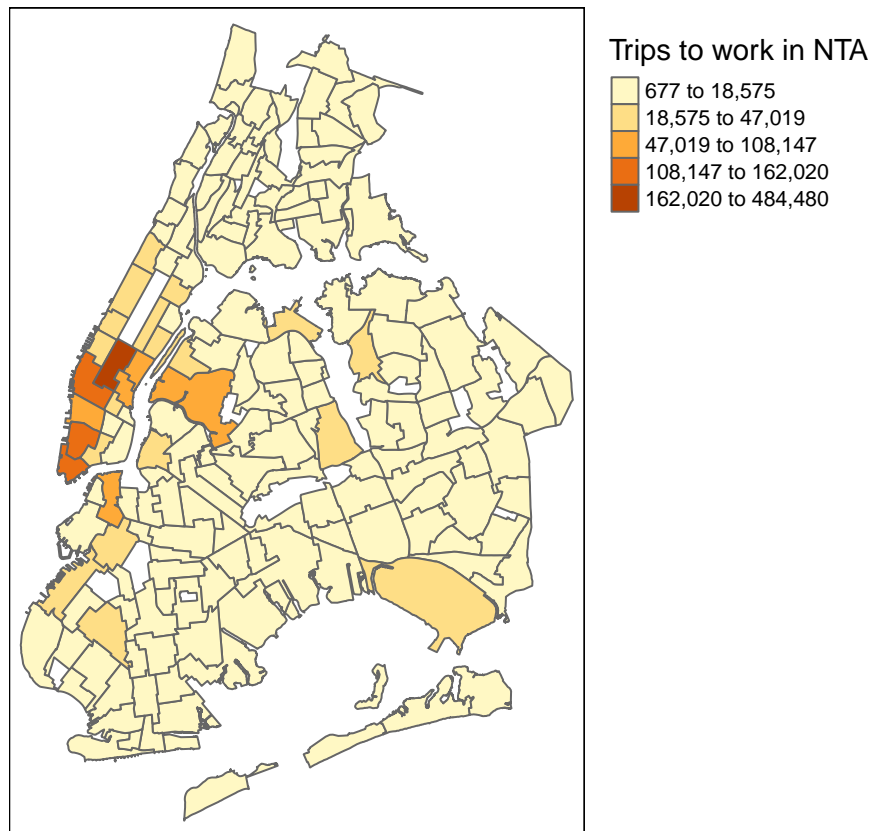 Trips to work in NTA
677 to 18,575
18,575 to 47,019
47,019 to 108,147
108,147 to 162,020
162,020 to 484,480